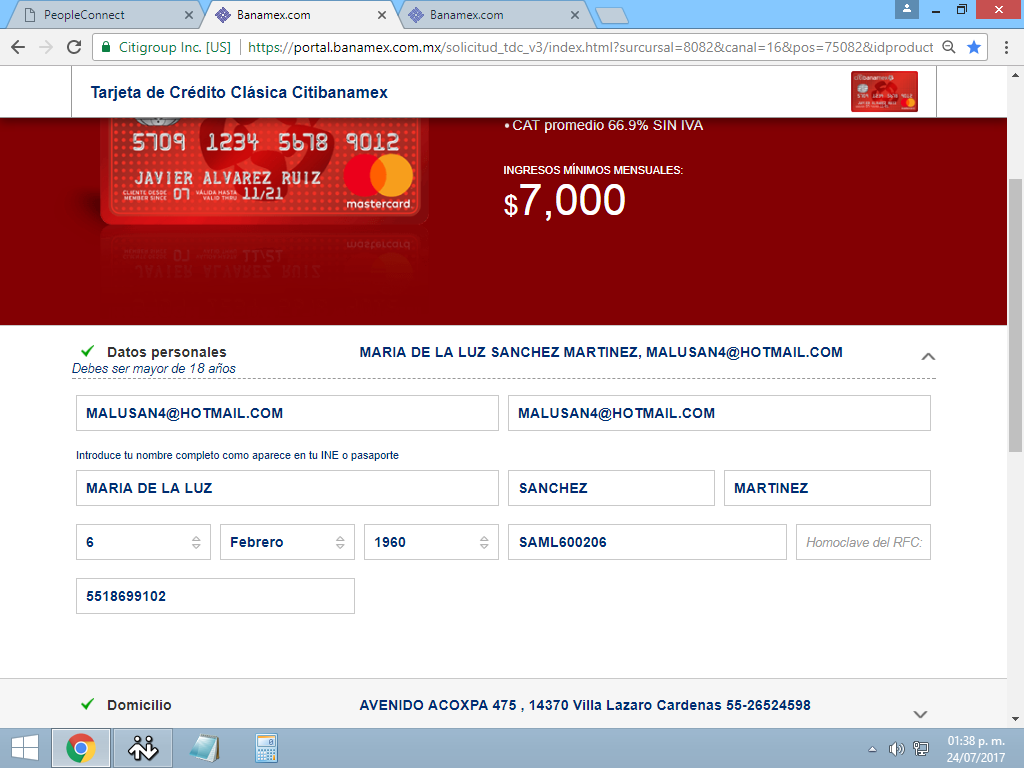 PeopleConnect
Banamex.com
Banamex.com
Citigroup Inc. [US]
https://portal.banamex.com.mx/solicitud_tdc_v3/index.html?sursucal=8082&canal=16&pos=75082&idproduct
Tarjeta de Crédito Clásica Citibanamex
5709 1234 5678 9012
JAVIER ALVAREZ RUIZ
CLIENTE DESDE MEMBER SINCE 07 VÁLIDA HASTA VALID THRU 11/21
mastercard
• CAT promedio 66.9% SIN IVA
INGRESOS MÍNIMOS MENSUALES:
$7,000
Datos personales
MARIA DE LA LUZ SANCHEZ MARTINEZ, MALUSAN4@HOTMAIL.COM
Debes ser mayor de 18 años
MALUSAN4@HOTMAIL.COM
MALUSAN4@HOTMAIL.COM
Introduce tu nombre completo como aparece en tu INE o pasaporte
MARIA DE LA LUZ
SANCHEZ
MARTINEZ
6
Febrero
1960
SAML600206
Homoclave del RFC:
5518699102
Domicilio
AVENIDO ACOXPA 475 , 14370 Villa Lazaro Cardenas 55-26524598
01:38 p. m.
24/07/2017